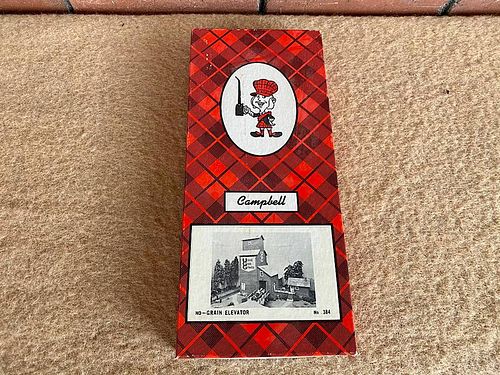 Campbell
HO—GRAIN ELEVATOR No. 384